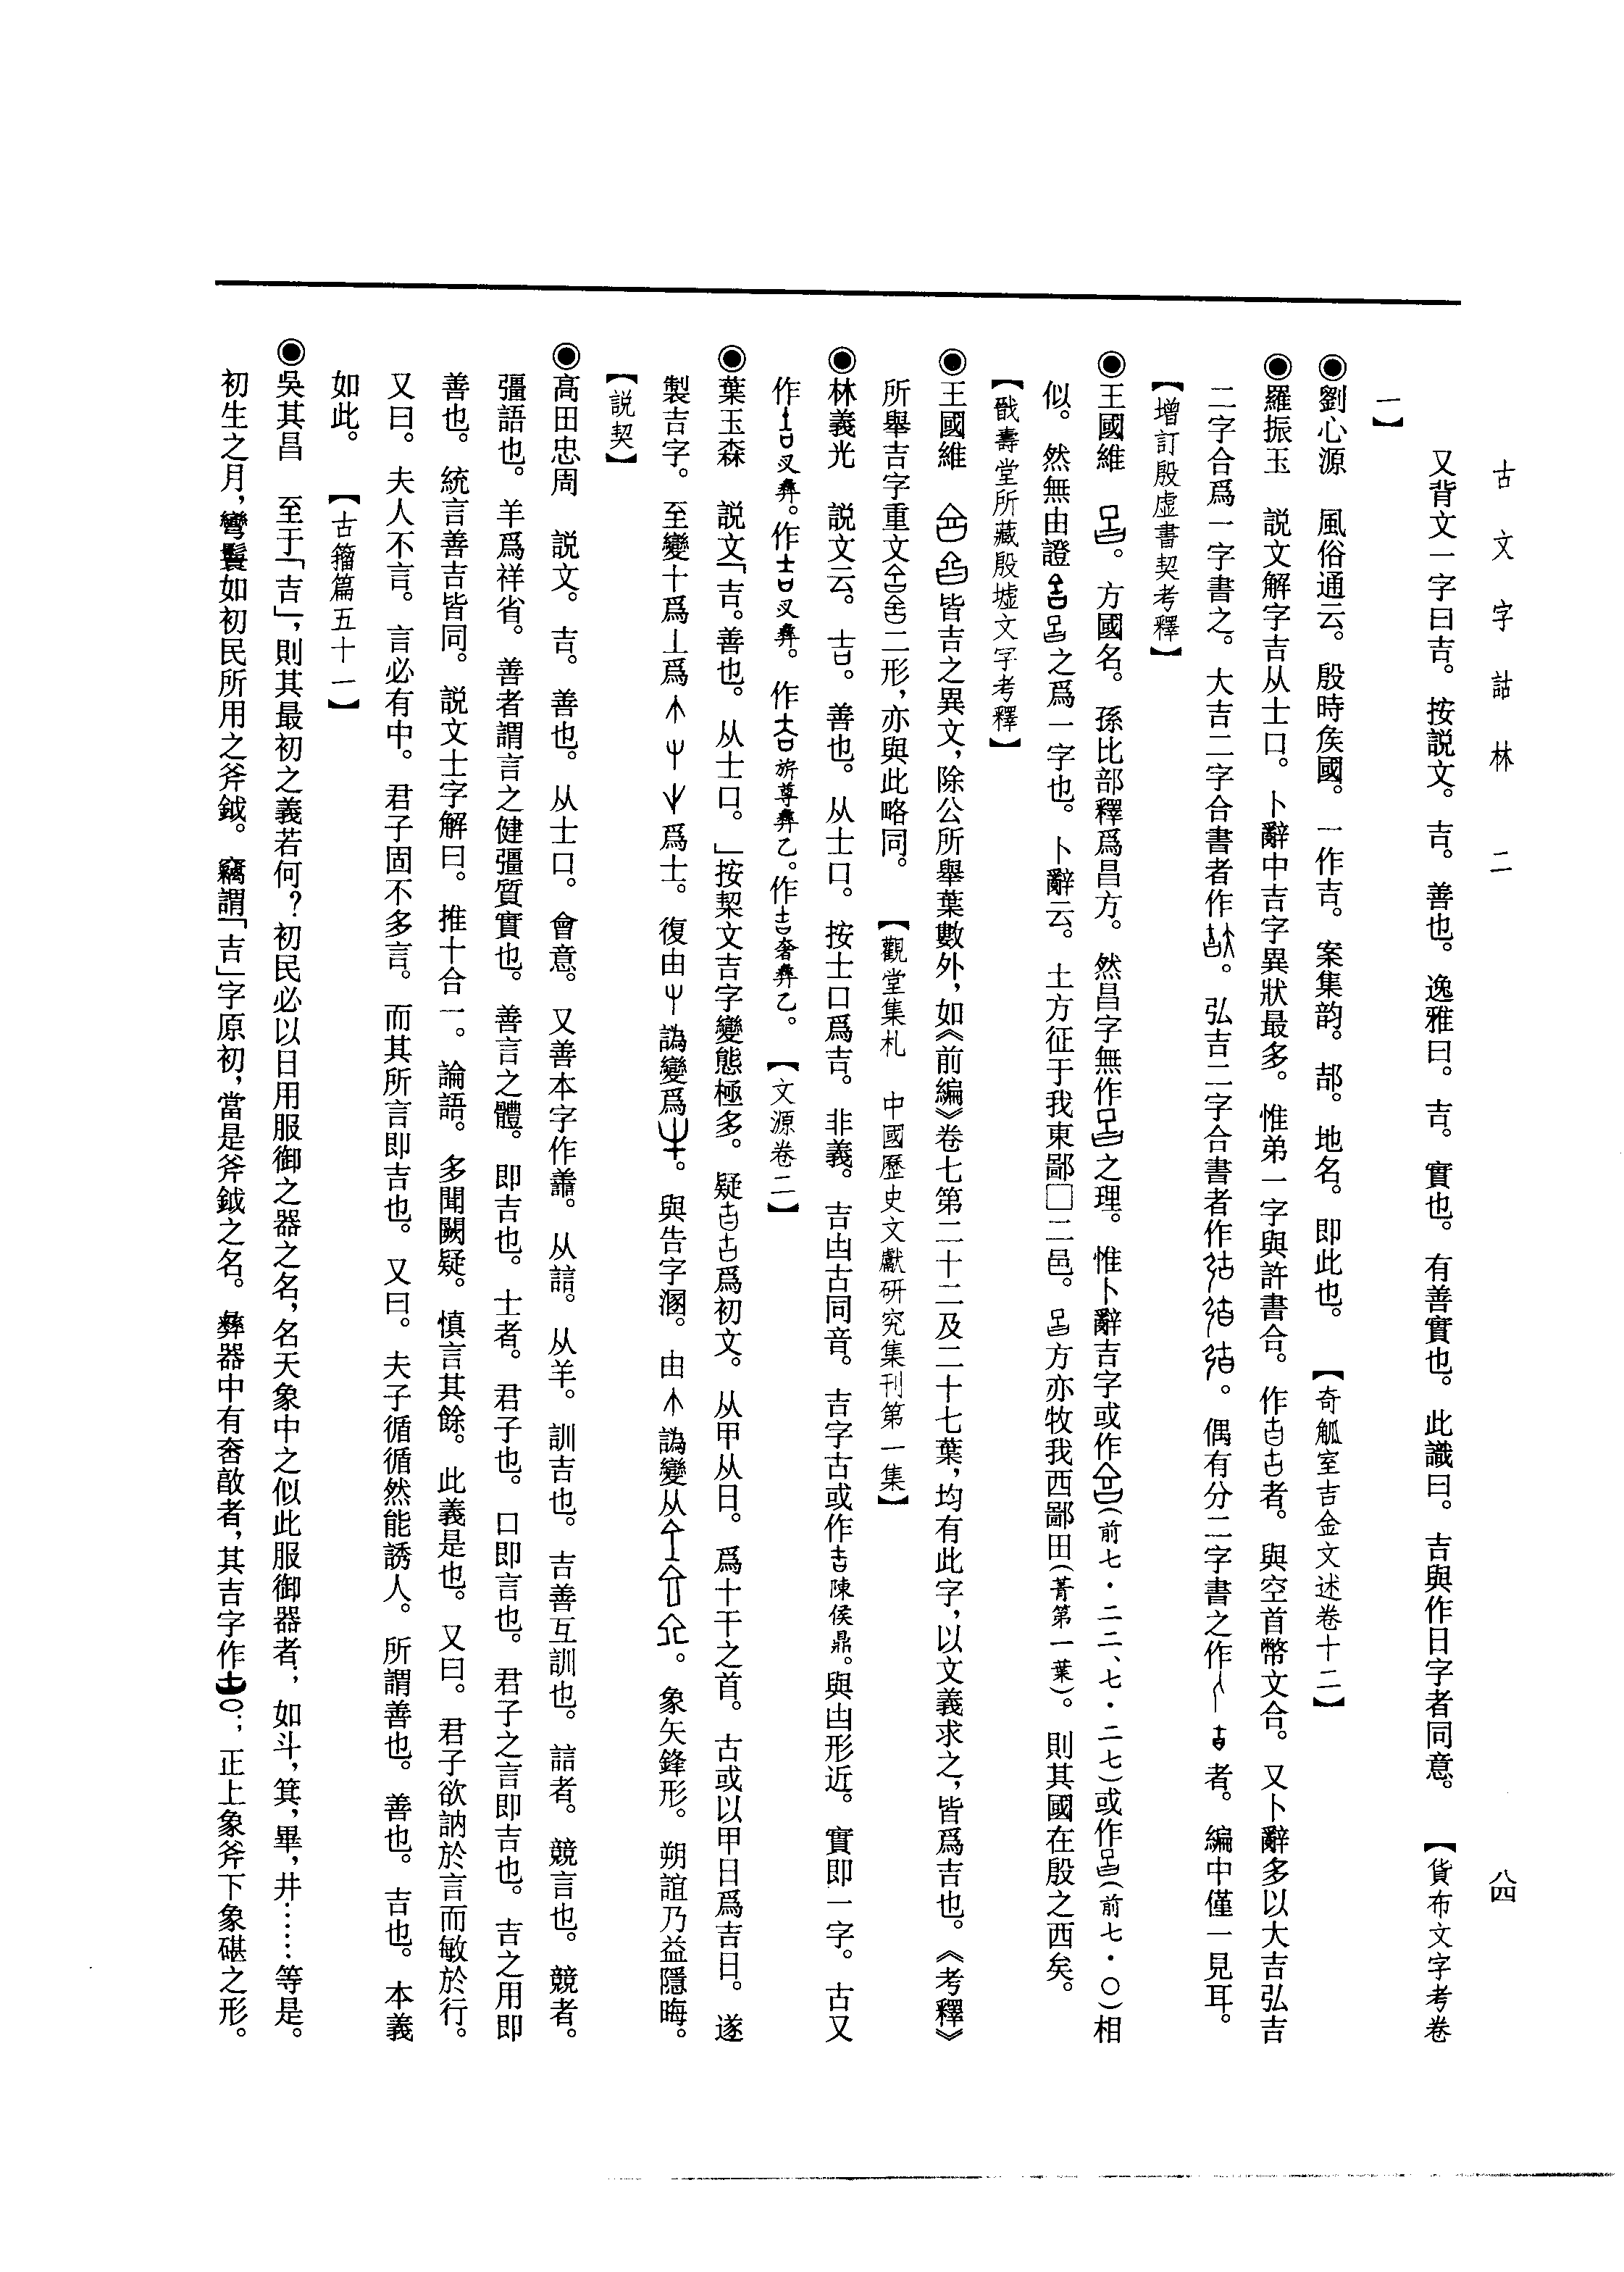 古文字詁林 二
八四
又背文一字曰吉。按説文。吉。善也。逸雅曰。吉。實也。有善實也。此識曰。吉與作日字者同意。【貨布文字考卷
一】
◉劉心源 風俗通云。殷時矦國。一作吉。案集韵。郆。地名。即此也。【奇觚室吉金文述卷十二】
◉羅振玉 説文解字吉从士口。卜辭中吉字異狀最多。惟弟一字與許書合。作者。與空首幣文合。又卜辭多以大吉弘吉
二字合爲一字書之。大吉二字合書者作。弘吉二字合書者作。偶有分二字書之作者。編中僅一見耳。
【增訂殷虛書契考釋】
◉王國維 。方國名。孫比部釋爲昌方。然昌字無作之理。惟卜辭吉字或作(前七·二二、七·二七)或作(前七·〇)相
似。然無由證之爲一字也。卜辭云。土方征于我東鄙□二邑。方亦牧我西鄙田(菁第一葉)。則其國在殷之西矣。
【戩壽堂所藏殷墟文字考釋】
◉王國維 皆吉之異文,除公所舉葉數外,如《前編》卷七第二十二及二十七葉,均有此字,以文義求之,皆爲吉也。《考釋》
所舉吉字重文二形,亦與此略同。【觀堂集札 中國歷史文獻研究集刊第一集】
◉林義光 説文云。吉。善也。从士口。按士口爲吉。非義。吉凷古同音。吉字古或作陳侯鼎。與凷形近。實即一字。古又
作叉彝。作叉彝。作旂尊彝乙。作奢彝乙。【文源卷二】
◉葉玉森 説文「吉。善也。从士口。」按栔文吉字變態極多。疑爲初文。从甲从日。爲十干之首。古或以甲日爲吉日。遂
製吉字。至變十爲丄爲爲士。復由譌變爲。與告字溷。由譌變从。象矢鋒形。朔誼乃益隱晦。
【説契】
◉高田忠周 説文。吉。善也。从士口。會意。又善本字作譱。从誩。从羊。訓吉也。吉善互訓也。誩者。競言也。競者。
彊語也。羊爲祥省。善者謂言之健彊質實也。善言之體。即吉也。士者。君子也。口即言也。君子之言即吉也。吉之用即
善也。統言善吉皆同。説文士字解曰。推十合一。論語。多聞闕疑。慎言其餘。此義是也。又曰。君子欲訥於言而敏於行。
又曰。夫人不言。言必有中。君子固不多言。而其所言即吉也。又曰。夫子循循然能誘人。所謂善也。善也。吉也。本義
如此。【古籀篇五十一】
◉吳其昌 至于「吉」,則其最初之義若何?初民必以日用服御之器之名,名天象中之似此服御器者;如斗,箕,畢,井……等是。
初生之月,彎鬟如初民所用之斧鉞。竊謂「吉」字原初,當是斧鉞之名。彝器中有者,其吉字作;正上象斧下象碪之形。